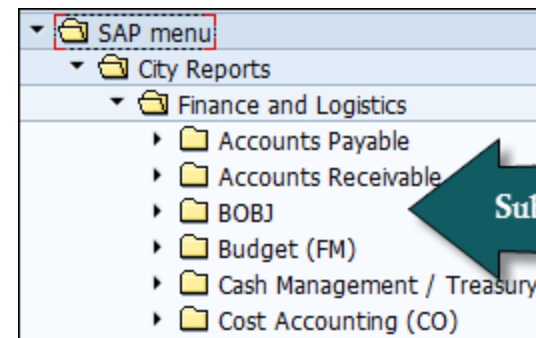 SAP menu
City Reports
Finance and Logistics
Accounts Payable
Accounts Receivable
BOBJ
Budget (FM)
Cash Management / Treasury
Cost Accounting (CO)